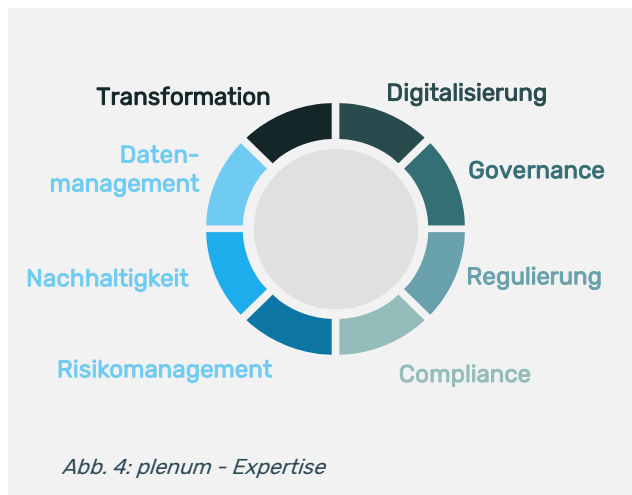 Transformation
Digitalisierung
Daten-
management
Governance
Nachhaltigkeit
Regulierung
Risikomanagement
Compliance
Abb. 4: plenum - Expertise